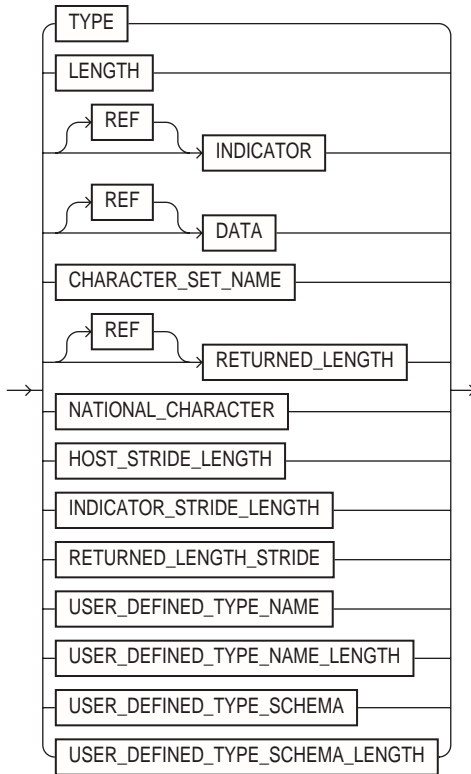 TYPE
LENGTH
REF
INDICATOR
REF
DATA
CHARACTER_SET_NAME
REF
RETURNED_LENGTH
NATIONAL_CHARACTER
HOST_STRIDE_LENGTH
INDICATOR_STRIDE_LENGTH
RETURNED_LENGTH_STRIDE
USER_DEFINED_TYPE_NAME
USER_DEFINED_TYPE_NAME_LENGTH
USER_DEFINED_TYPE_SCHEMA
USER_DEFINED_TYPE_SCHEMA_LENGTH